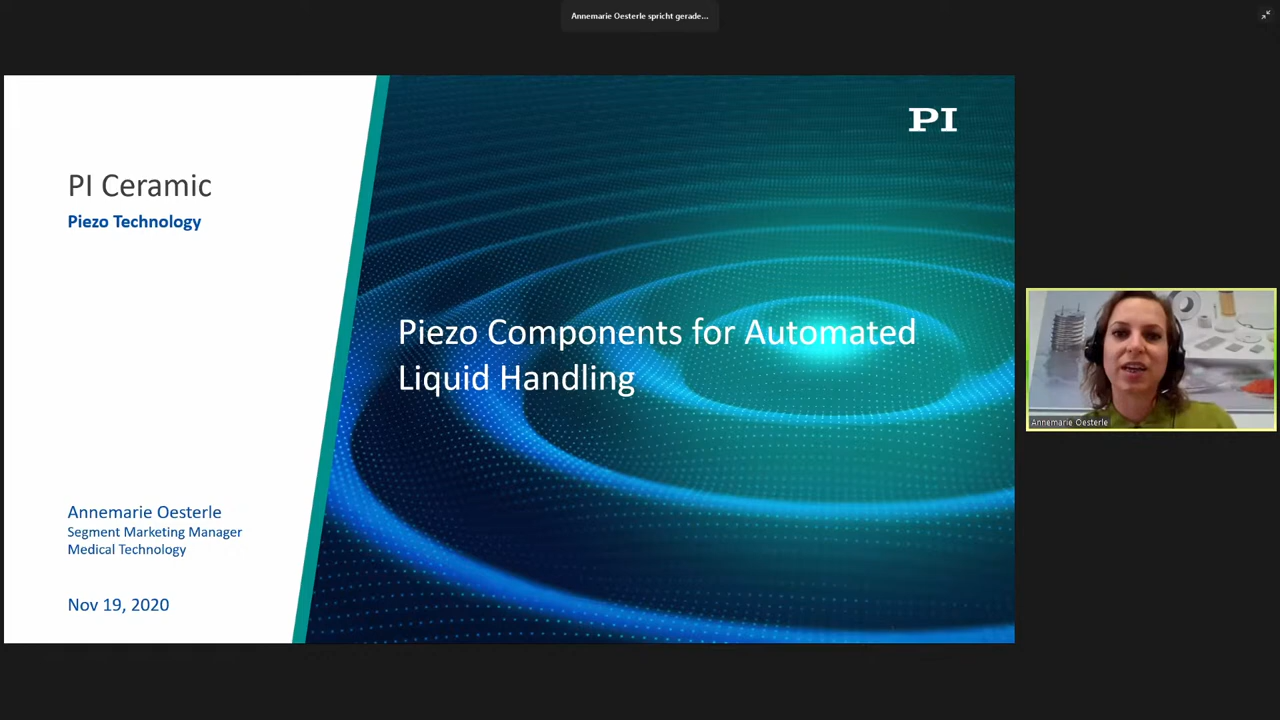 Annemarie Oesterle spricht gerade...
PI
PI Ceramic
Piezo Technology
Piezo Components for Automated
Liquid Handling
Annemarie Oesterle
Annemarie Oesterle
Segment Marketing Manager
Medical Technology
Nov 19, 2020